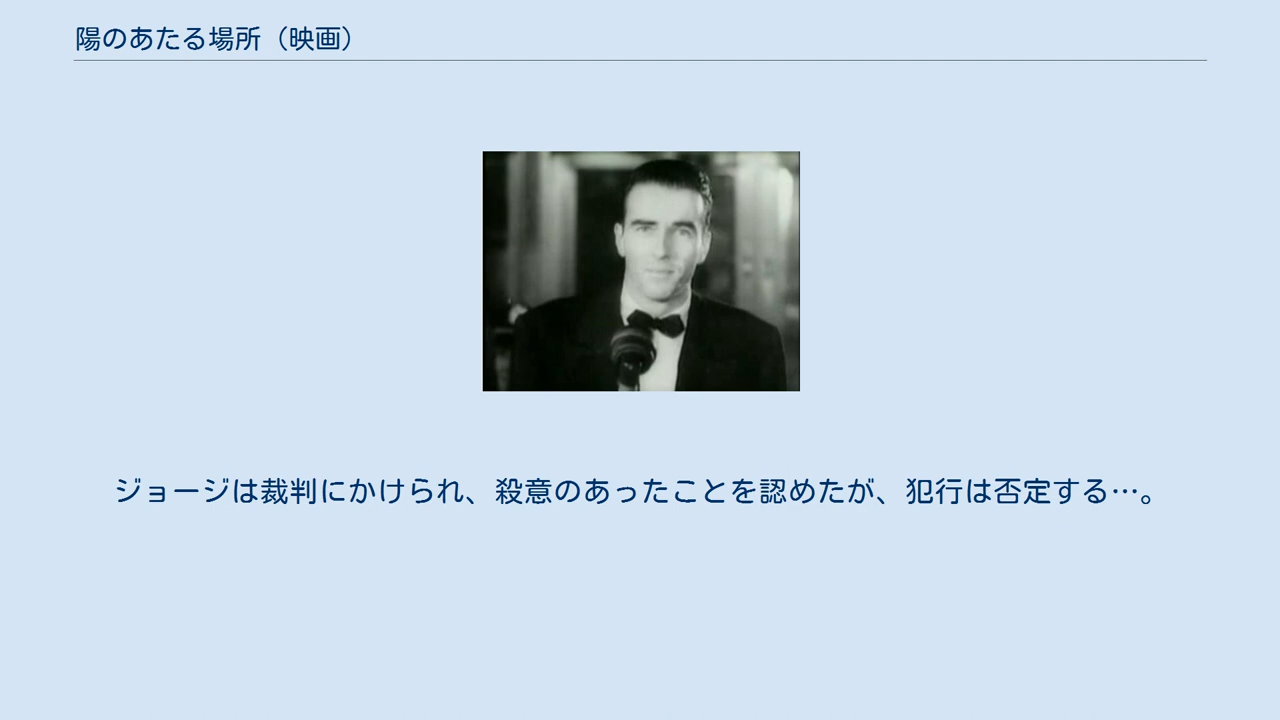 陽のあたる場所（映画）
ジョージは裁判にかけられ、殺意のあったことを認めたが、犯行は否定する…。